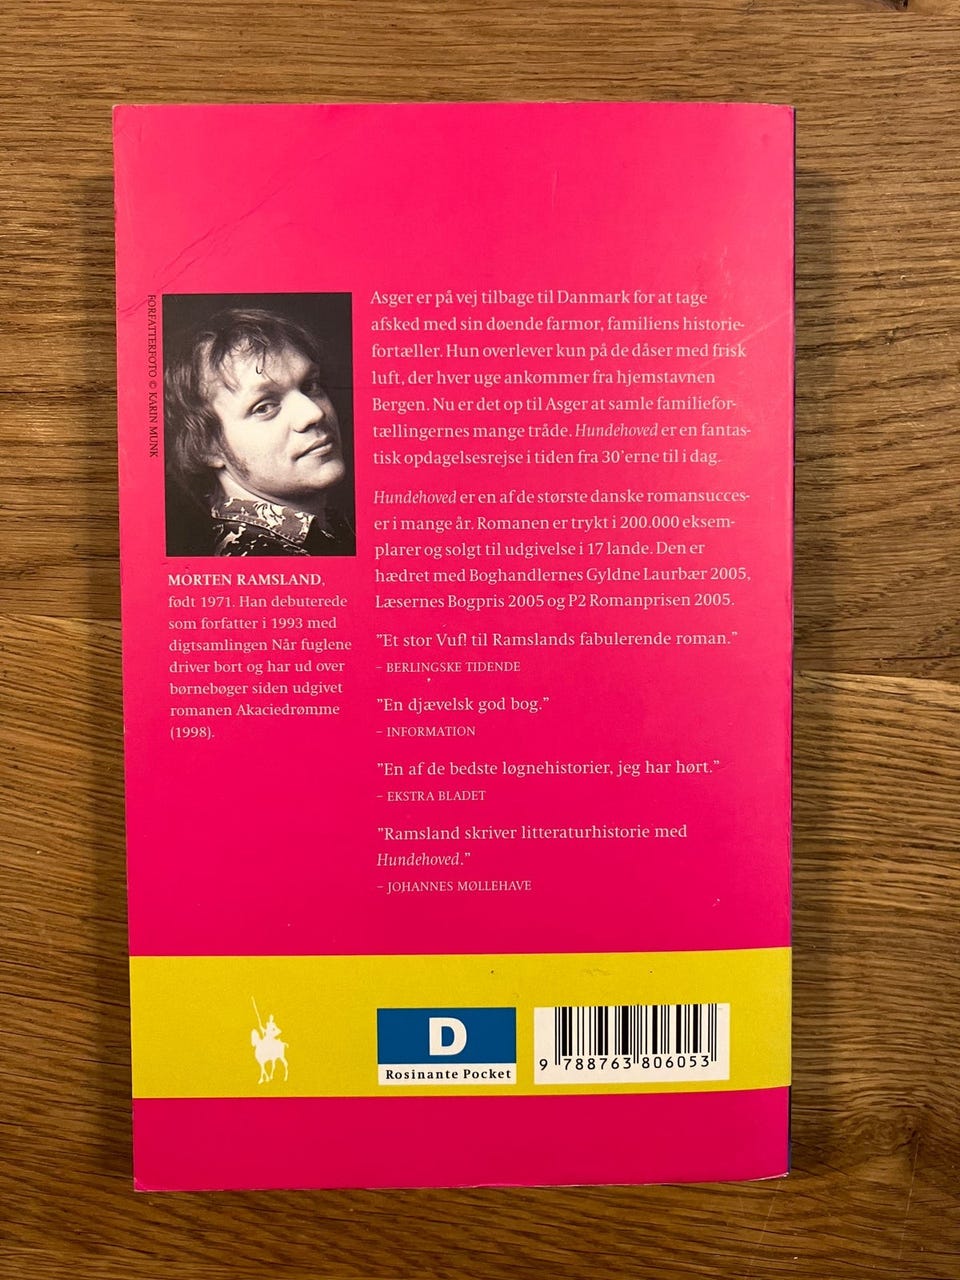 FORFATTERFOTO © KARIN MUNK
MORTEN RAMSLAND,
født 1971. Han debuterede
som forfatter i 1993 med
digtsamlingen Når fuglene
driver bort og har ud over
børnebøger siden udgivet
romanen Akaciedrømme
(1998).
Asger er på vej tilbage til Danmark for at tage
afsked med sin døende farmor, familiens historie-
fortæller. Hun overlever kun på de dåser med frisk
luft, der hver uge ankommer fra hjemstavnen
Bergen. Nu er det op til Asger at samle familiefor-
tællingernes mange tråde. Hundehoved er en fantas-
tisk opdagelsesrejse i tiden fra 30'erne til i dag.
Hundehoved er en af de største danske romansucces-
er i mange år. Romanen er trykt i 200.000 eksem-
plarer og solgt til udgivelse i 17 lande. Den er
hædret med Boghandlernes Gyldne Laurbær 2005,
Læsernes Bogpris 2005 og P2 Romanprisen 2005.
”Et stor Vuf! til Ramslands fabulerende roman.”
– BERLINGSKE TIDENDE
”En djævelsk god bog.”
– INFORMATION
”En af de bedste løgnehistorier, jeg har hørt.”
– EKSTRA BLADET
”Ramsland skriver litteraturhistorie med
Hundehoved.”
– JOHANNES MØLLEHAVE
D
Rosinante Pocket
9 788763 806053